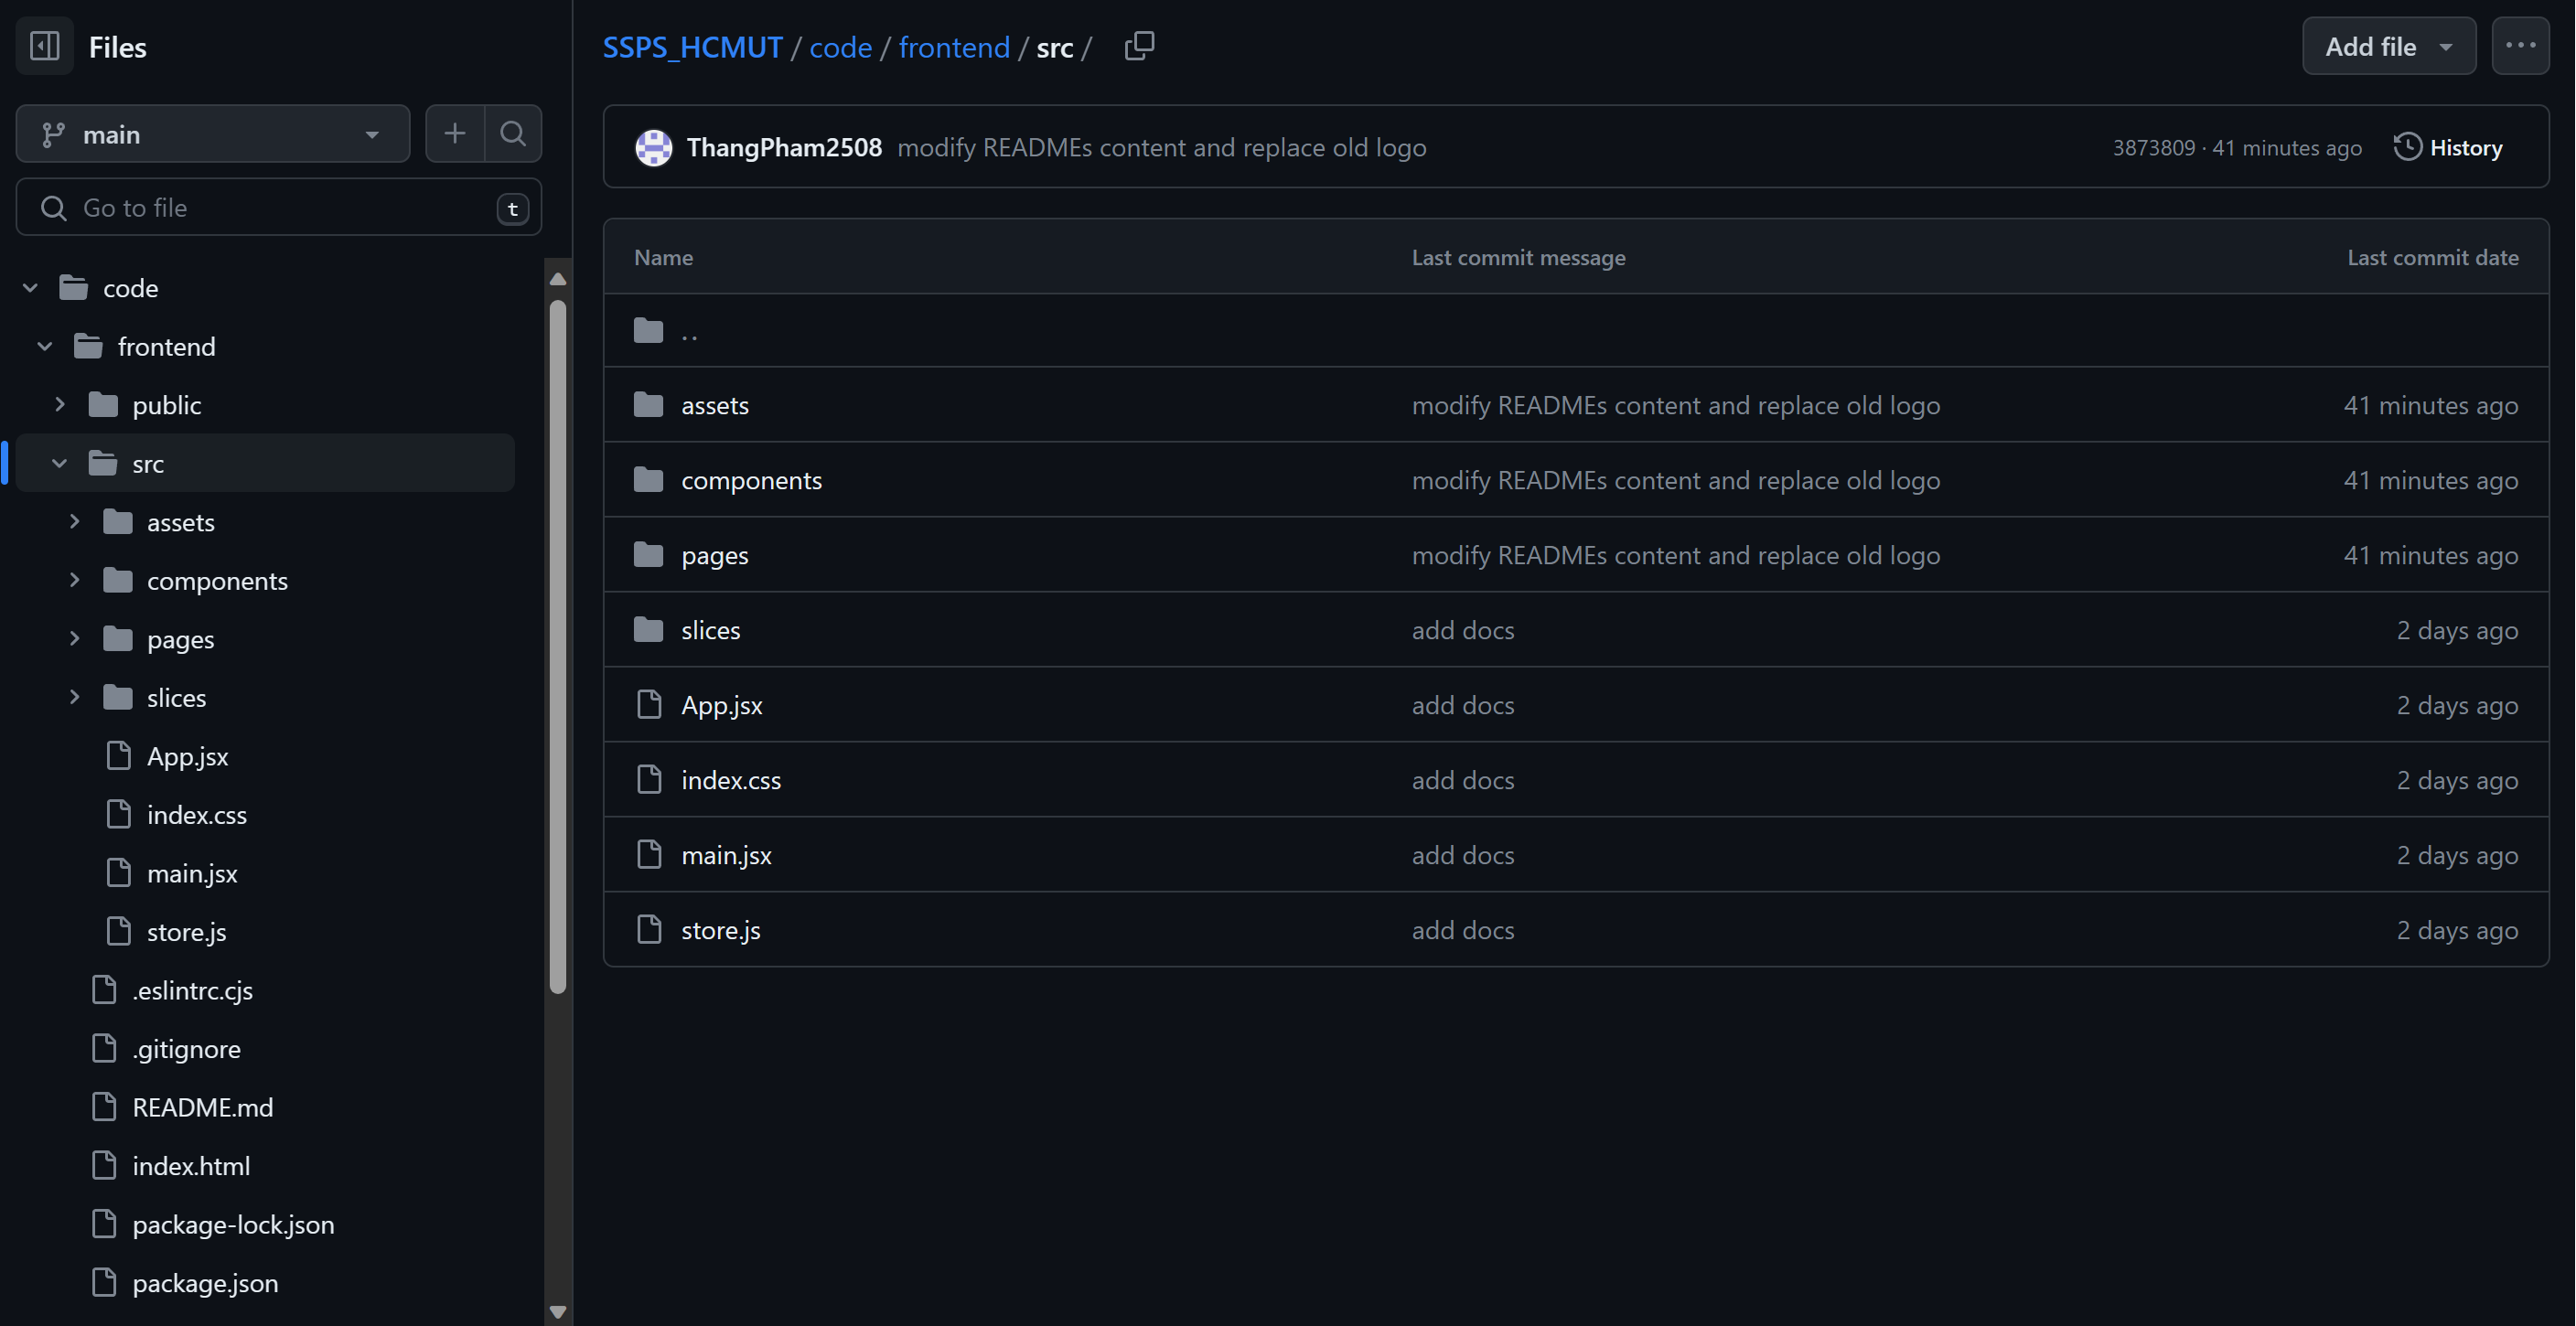 Files
main
Go to file
t
code
frontend
public
src
assets
components
pages
slices
App.jsx
index.css
main.jsx
store.js
.eslintrc.cjs
.gitignore
README.md
index.html
package-lock.json
package.json
SSPS_HCMUT / code / frontend / src /
Add file
ThangPham2508 modify READMEs content and replace old logo 3873809 · 41 minutes ago History
Name Last commit message Last commit date
..
assets modify READMEs content and replace old logo 41 minutes ago
components modify READMEs content and replace old logo 41 minutes ago
pages modify READMEs content and replace old logo 41 minutes ago
slices add docs 2 days ago
App.jsx add docs 2 days ago
index.css add docs 2 days ago
main.jsx add docs 2 days ago
store.js add docs 2 days ago